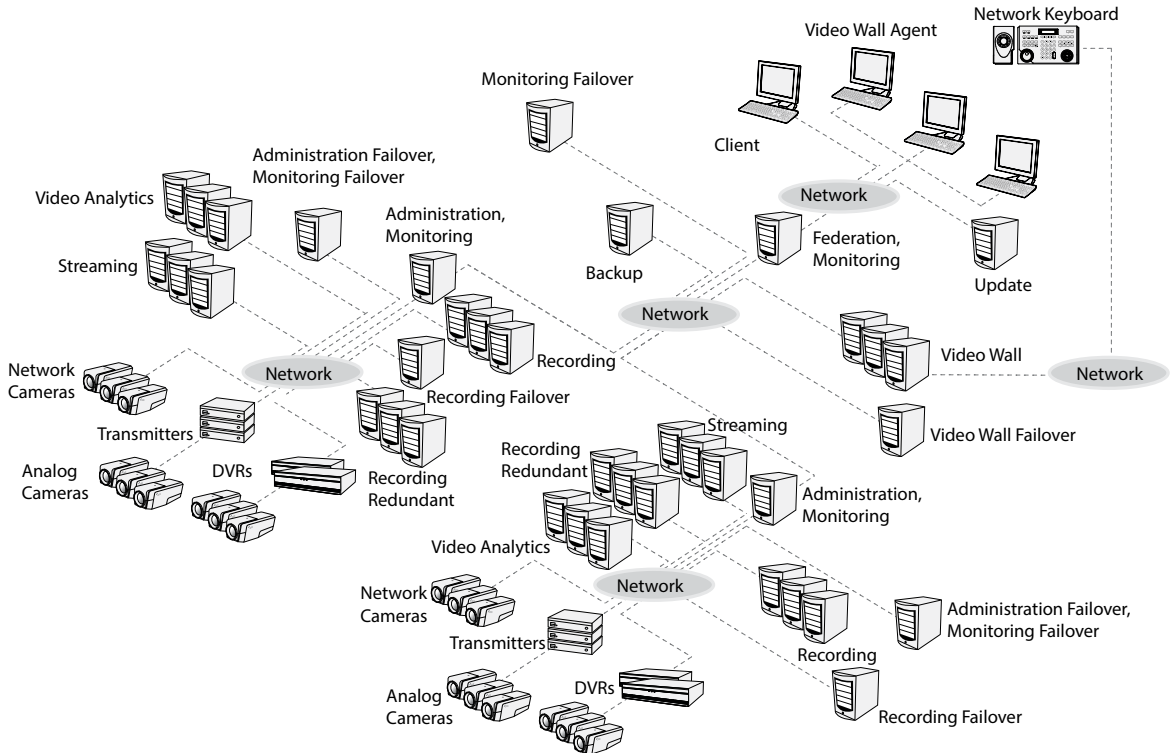 Network Keyboard
Video Wall Agent
Monitoring Failover
Client
Administration Failover,
Monitoring Failover
Video Analytics
Network
Administration,
Monitoring
Federation,
Monitoring
Streaming
Backup
Update
Network
Video Wall
Recording
Network
Network
Network
Cameras
Recording Failover
Streaming
Video Wall Failover
Transmitters
Recording
Redundant
Analog
Cameras
DVRs
Recording
Redundant
Administration,
Monitoring
Video Analytics
Network
Network
Cameras
Administration Failover,
Monitoring Failover
Transmitters
Recording
Analog
Cameras
DVRs
Recording Failover